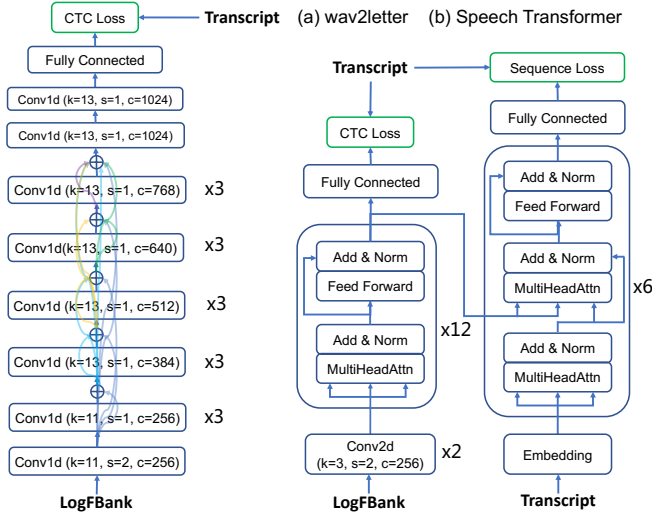 CTC Loss
Transcript
(a) wav2letter
(b) Speech Transformer
Fully Connected
Conv1d (k=13, s=1, c=1024)
Conv1d (k=13, s=1, c=1024)
Conv1d (k=13, s=1, c=768)
x3
Conv1d(k=13, s=1, c=640)
x3
Conv1d (k=13, s=1, c=512)
x3
Conv1d (k=13, s=1, c=384)
x3
Conv1d (k=11, s=1, c=256)
x3
Conv1d (k=11, s=2, c=256)
LogFBank
Transcript
CTC Loss
Fully Connected
Add & Norm
Feed Forward
Add & Norm
MultiHeadAttn
x12
Conv2d
(k=3, s=2, c=256)
x2
LogFBank
Sequence Loss
Fully Connected
Add & Norm
Feed Forward
Add & Norm
MultiHeadAttn
x6
Add & Norm
MultiHeadAttn
Embedding
Transcript